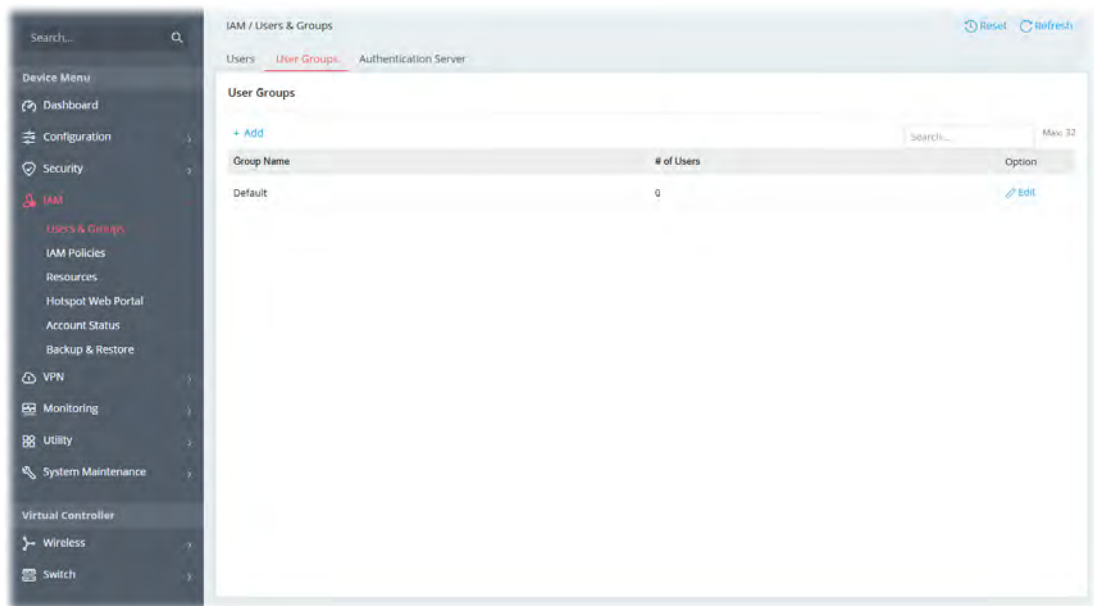 Search...
Device Menu
Dashboard
Configuration
Security
IAM
Users & Groups
IAM Policies
Resources
Hotspot Web Portal
Account Status
Backup & Restore
VPN
Monitoring
Utility
System Maintenance
Virtual Controller
Wireless
Switch
IAM / Users & Groups
Reset Refresh
Users User Groups Authentication Server
User Groups
+ Add Search... Max: 32
Group Name # of Users Option
Default 0 Edit